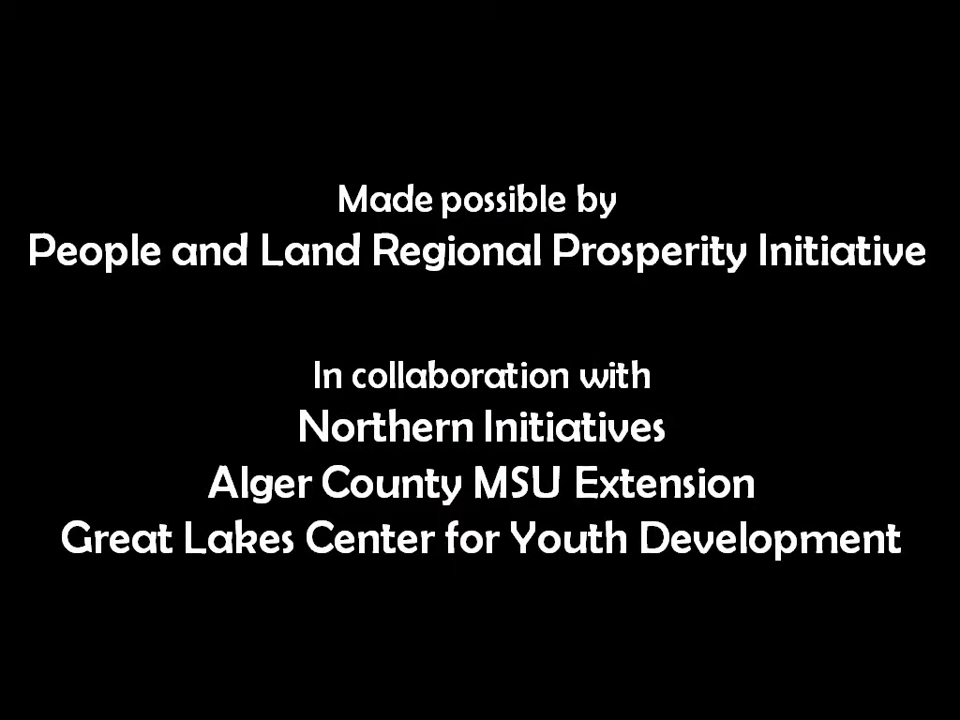 Made possible by
People and Land Regional Prosperity Initiative
In collaboration with
Northern Initiatives
Alger County MSU Extension
Great Lakes Center for Youth Development